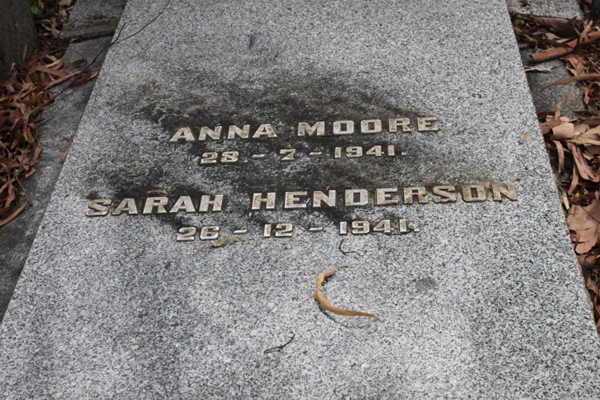 ANNA MOORE
28 - 7 - 1941.
SARAH HENDERSON
26 - 12 - 1941.